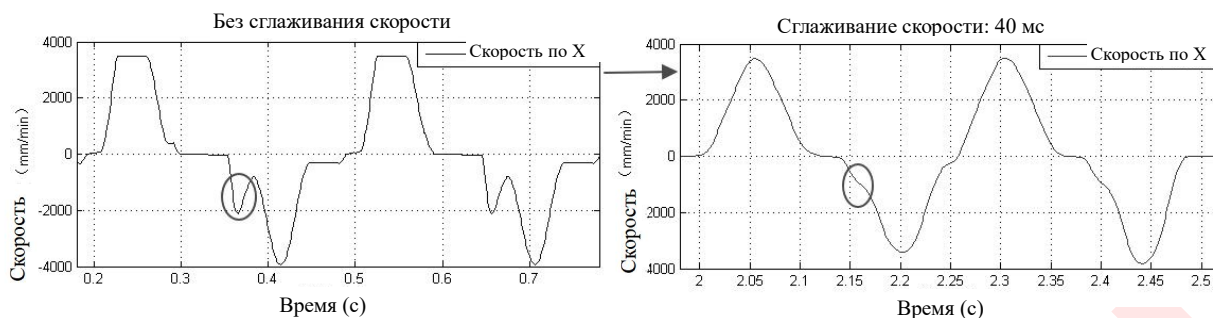 Без сглаживания скорости
4000
2000
0
-2000
-4000
Скорость (mm/min)
Скорость по X
0.2 0.3 0.4 0.5 0.6 0.7
Время (с)
Сглаживание скорости: 40 мс
4000
2000
0
2000
4000
Скорость (mm/min)
Скорость по X
2 2.05 2.1 2.15 2.2 2.25 2.3 2.35 2.4 2.45 2.5
Время (с)